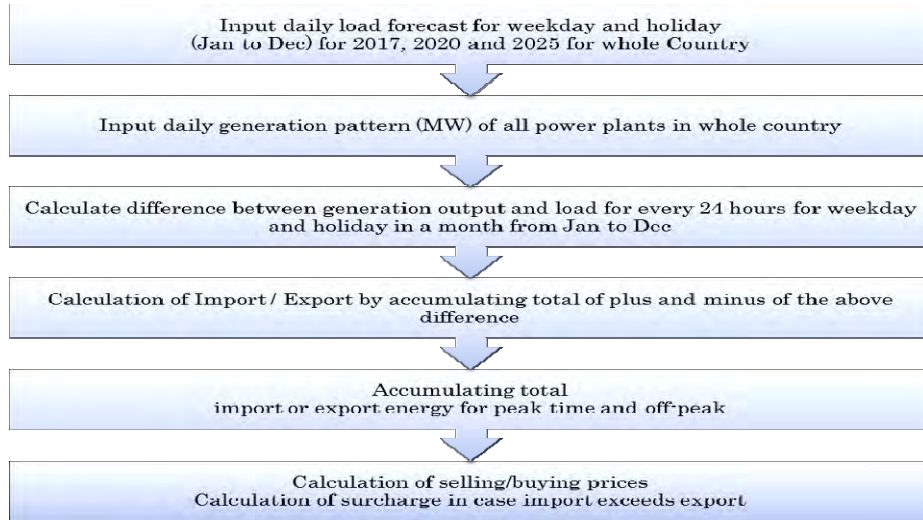 Input daily load forecast for weekday and holiday
(Jan to Dec) for 2017, 2020 and 2025 for whole Country
Input daily generation pattern (MW) of all power plants in whole country
Calculate difference between generation output and load for every 24 hours for weekday
and holiday in a month from Jan to Dec
Calculation of Import / Export by accumulating total of plus and minus of the above
difference
Accumulating total
import or export energy for peak time and off-peak
Calculation of selling/buying prices
Calculation of surcharge in case import exceeds export